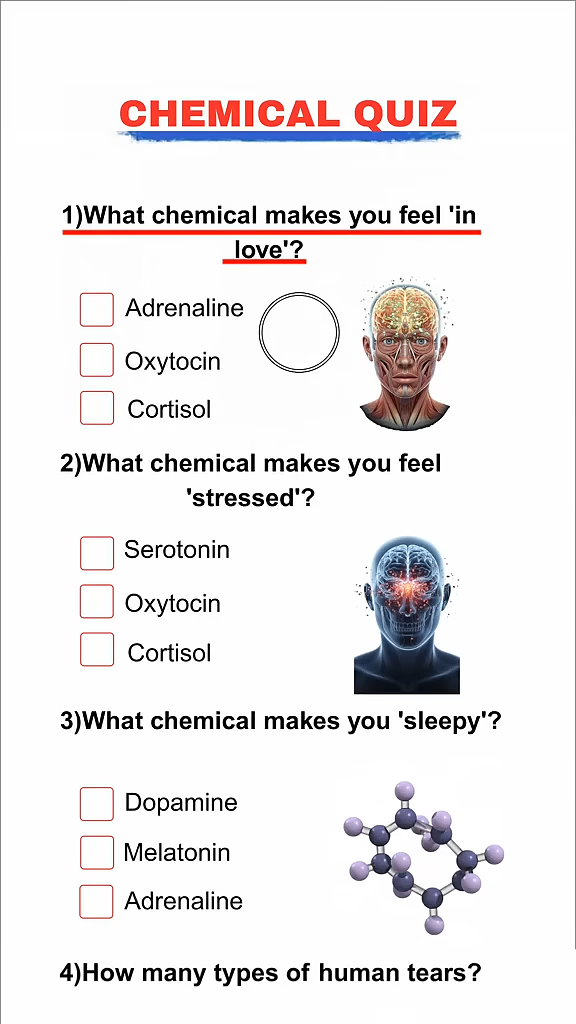 CHEMICAL QUIZ
1)What chemical makes you feel 'in
love'?
Adrenaline
Oxytocin
Cortisol
2)What chemical makes you feel
'stressed'?
Serotonin
Oxytocin
Cortisol
3)What chemical makes you 'sleepy'?
Dopamine
Melatonin
Adrenaline
4)How many types of human tears?